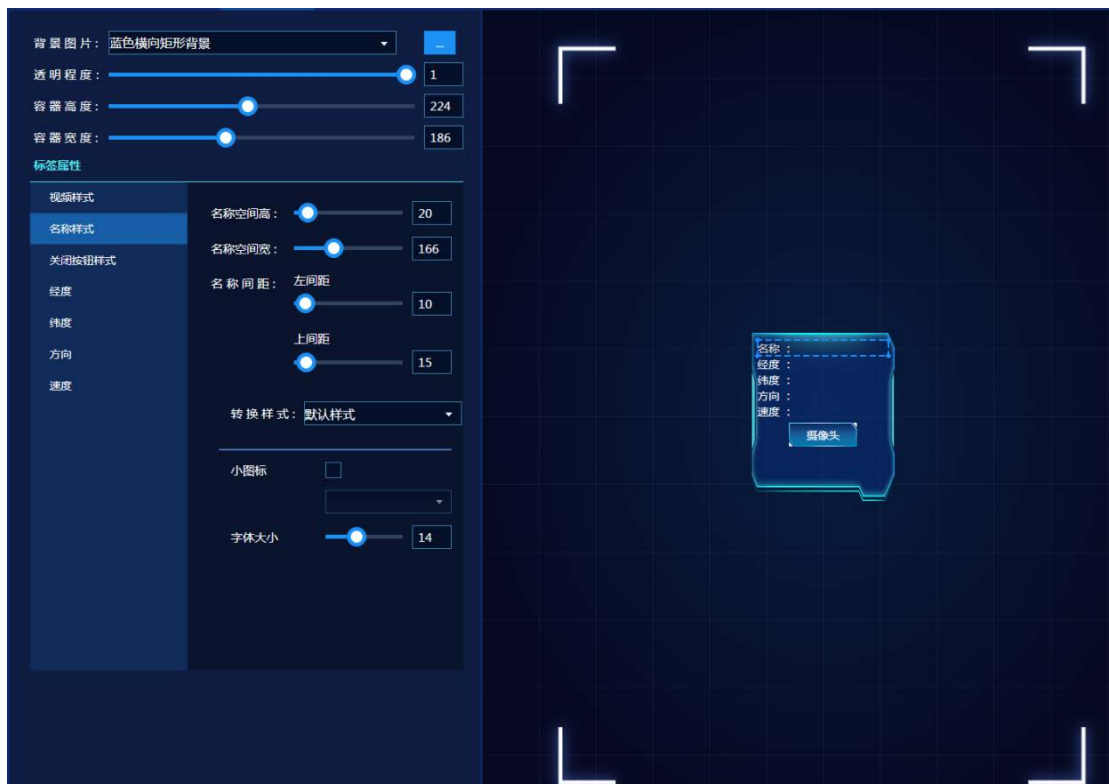 背景图片： 蓝色横向矩形背景 ...
透明程度： 1
容器高度： 224
容器宽度： 186
标签属性
视频样式
名称样式
关闭按钮样式
经度
纬度
方向
速度
名称空间高： 20
名称空间宽： 166
名称间距： 左间距
10
上间距
15
转换样式： 默认样式
小图标
字体大小 14
名称 ：
经度 ：
纬度 ：
方向 ：
速度 ：
摄像头